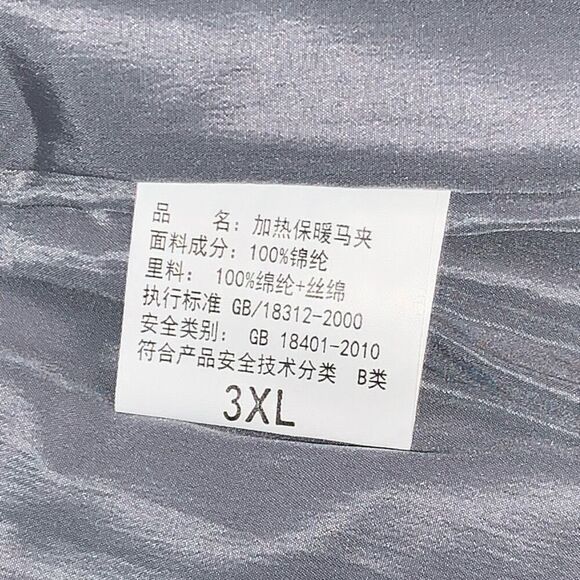 品　　名: 加热保暖马夹
面料成分: 100%锦纶
里料: 100%绵纶+丝绵
执行标准 GB/18312-2000
安全类别: GB 18401-2010
符合产品安全技术分类 B类
3XL